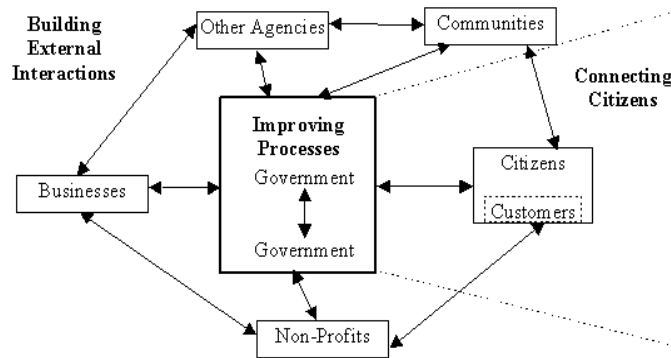 Building
External
Interactions
Other Agencies
Communities
Connecting
Citizens
Improving
Processes
Government
Government
Businesses
Citizens
Customers
Non-Profits